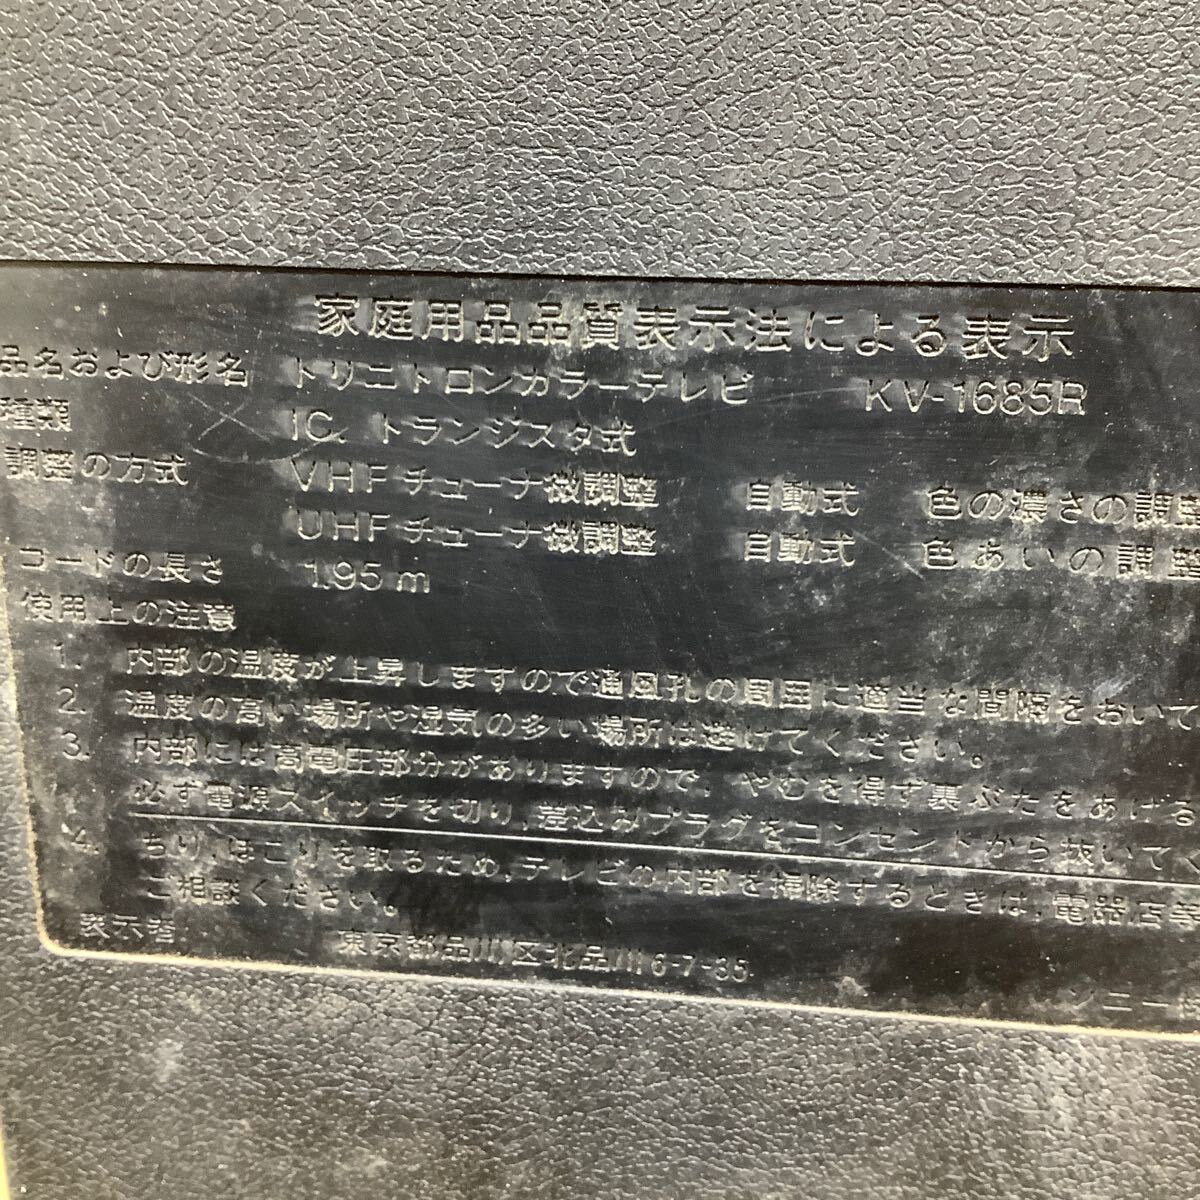 家庭用品品質表示法による表示
品名および形名 トリニトロンカラーテレビ KV-1685R
種類 IC、トランジスタ式
調整の方式 VHFチューナ微調整 自動式 色の濃さの調整
UHFチューナ微調整 自動式 色あいの調整
コードの長さ 1.95m
使用上の注意
1. 内部の温度が上昇しますので通風孔の周囲に適当な間隔をおいて
2. 温度の高い場所や湿気の多い場所は避けてください。
3. 内部には高電圧部分がありますので、やむを得ず裏ぶたをあける
必ず電源スイッチを切り、差込みプラグをコンセントから抜いてく
4. ちり、ほこりを取るため、テレビの内部を掃除するときは、電器店等
ご相談ください。
表示者 東京都品川区北品川6-7-35
ソニー